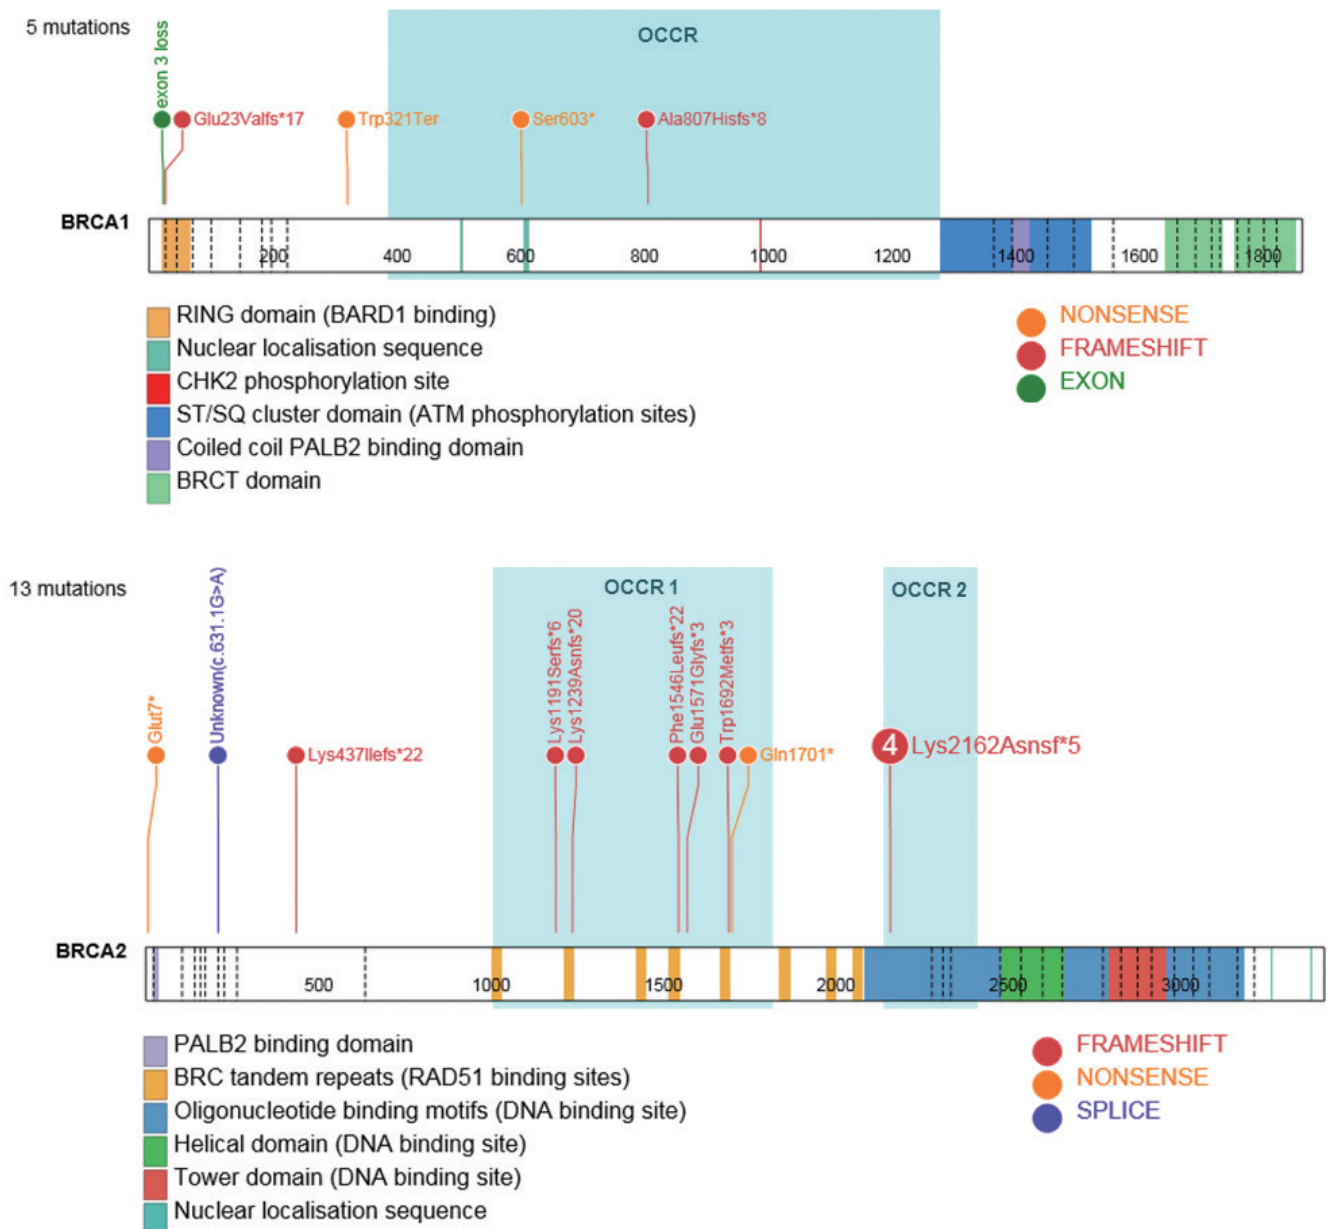 5 mutations
OCCR
exon 3 loss
Glu23Valfs*17
Trp321Ter
Ser603*
Ala807Hisfs*8
BRCA1
200
400
600
800
1000
1200
1400
1600
1800
RING domain (BARD1 binding)
Nuclear localisation sequence
CHK2 phosphorylation site
ST/SQ cluster domain (ATM phosphorylation sites)
Coiled coil PALB2 binding domain
BRCT domain
NONSENSE
FRAMESHIFT
EXON
13 mutations
OCCR 1
OCCR 2
Glut7*
Unknown(c.631.1G>A)
Lys437Ilefs*22
Lys1191Serfs*6
Lys1239Asnfs*20
Phe1546Leufs*22
Glu1571Glyfs*3
Trp1692Metfs*3
Gln1701*
4 Lys2162Asnsf*5
BRCA2
500
1000
1500
2000
2500
3000
PALB2 binding domain
BRC tandem repeats (RAD51 binding sites)
Oligonucleotide binding motifs (DNA binding site)
Helical domain (DNA binding site)
Tower domain (DNA binding site)
Nuclear localisation sequence
FRAMESHIFT
NONSENSE
SPLICE